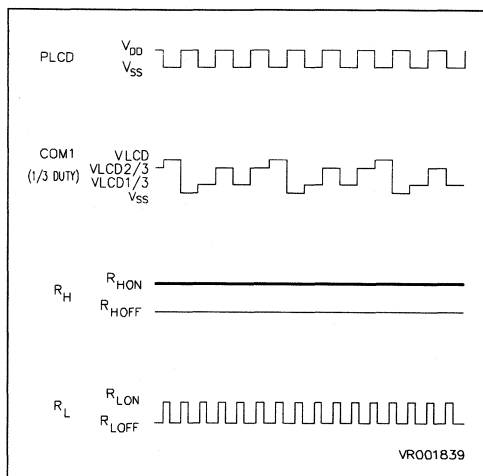 PLCD V_DD
V_SS
COM1
(1/3 DUTY)
VLCD
VLCD2/3
VLCD1/3
V_SS
R_H
R_HON
R_HOFF
R_L
R_LON
R_LOFF
VR001839